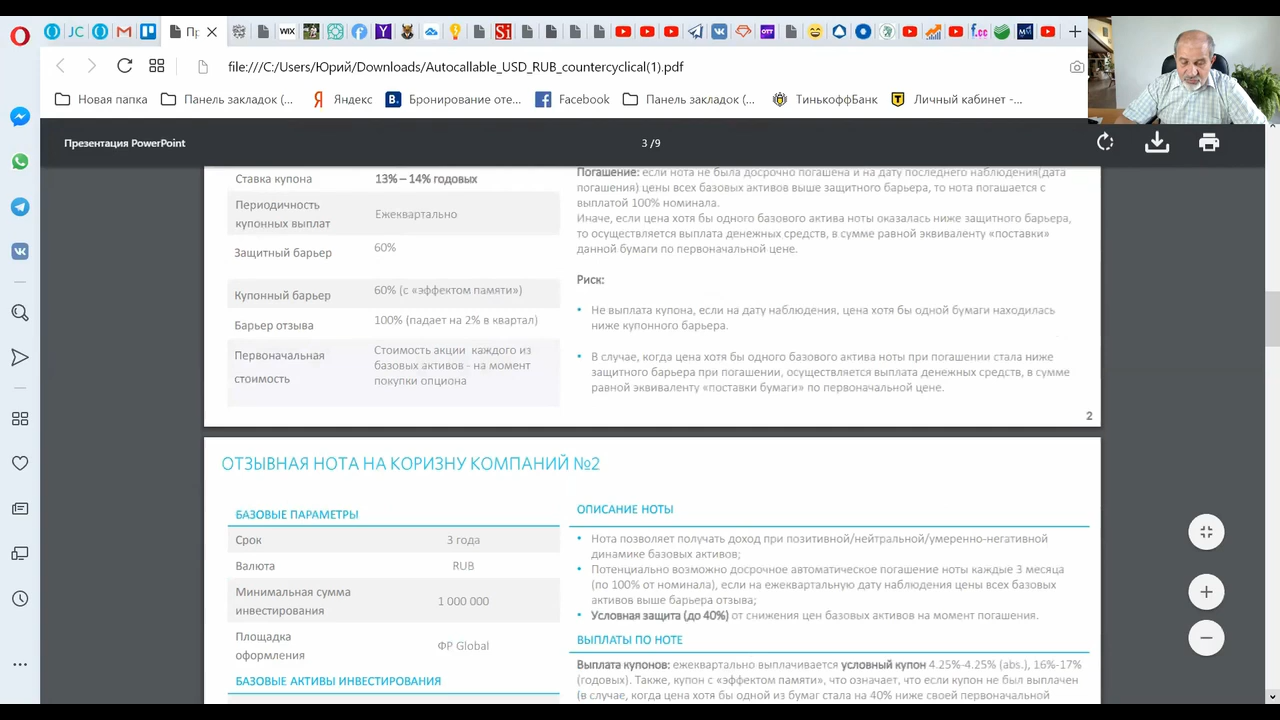 JC
Пр
WIX
Si
ОТТ
f.cc
file:///C:/Users/Юрий/Downloads/Autocallable_USD_RUB_countercyclical(1).pdf
Новая папка
Панель закладок (...
Яндекс
B.
Бронирование оте...
Facebook
Панель закладок (...
ТинькоффБанк
Личный кабинет -...
Презентация PowerPoint
3 /9
Ставка купона
13% – 14% годовых
Периодичность
купонных выплат
Ежеквартально
Защитный барьер
60%
Купонный барьер
60% (с «эффектом памяти»)
Барьер отзыва
100% (падает на 2% в квартал)
Первоначальная
стоимость
Стоимость акции каждого из
базовых активов - на момент
покупки опциона
Погашение: если нота не была досрочно погашена и на дату последнего наблюдения(дата
погашения) цены всех базовых активов выше защитного барьера, то нота погашается с
выплатой 100% номинала.
Иначе, если цена хотя бы одного базового актива ноты оказалась ниже защитного барьера,
то осуществляется выплата денежных средств, в сумме равной эквиваленту «поставки»
данной бумаги по первоначальной цене.
Риск:
• Не выплата купона, если на дату наблюдения, цена хотя бы одной бумаги находилась
ниже купонного барьера.
• В случае, когда цена хотя бы одного базового актива ноты при погашении стала ниже
защитного барьера при погашении, осуществляется выплата денежных средств, в сумме
равной эквиваленту «поставки бумаги» по первоначальной цене.
2
ОТЗЫВНАЯ НОТА НА КОРИЗНУ КОМПАНИЙ №2
БАЗОВЫЕ ПАРАМЕТРЫ
Срок
3 года
Валюта
RUB
Минимальная сумма
инвестирования
1 000 000
Площадка
оформления
ФР Global
БАЗОВЫЕ АКТИВЫ ИНВЕСТИРОВАНИЯ
ОПИСАНИЕ НОТЫ
• Нота позволяет получать доход при позитивной/нейтральной/умеренно-негативной
динамике базовых активов;
• Потенциально возможно досрочное автоматическое погашение ноты каждые 3 месяца
(по 100% от номинала), если на ежеквартальную дату наблюдения цены всех базовых
активов выше барьера отзыва;
• Условная защита (до 40%) от снижения цен базовых активов на момент погашения.
ВЫПЛАТЫ ПО НОТЕ
Выплата купонов: ежеквартально выплачивается условный купон 4.25%-4.25% (abs.), 16%-17%
(годовых). Также, купон с «эффектом памяти», что означает, что если купон не был выплачен
(в случае, когда цена хотя бы одной из бумаг стала на 40% ниже своей первоначальной